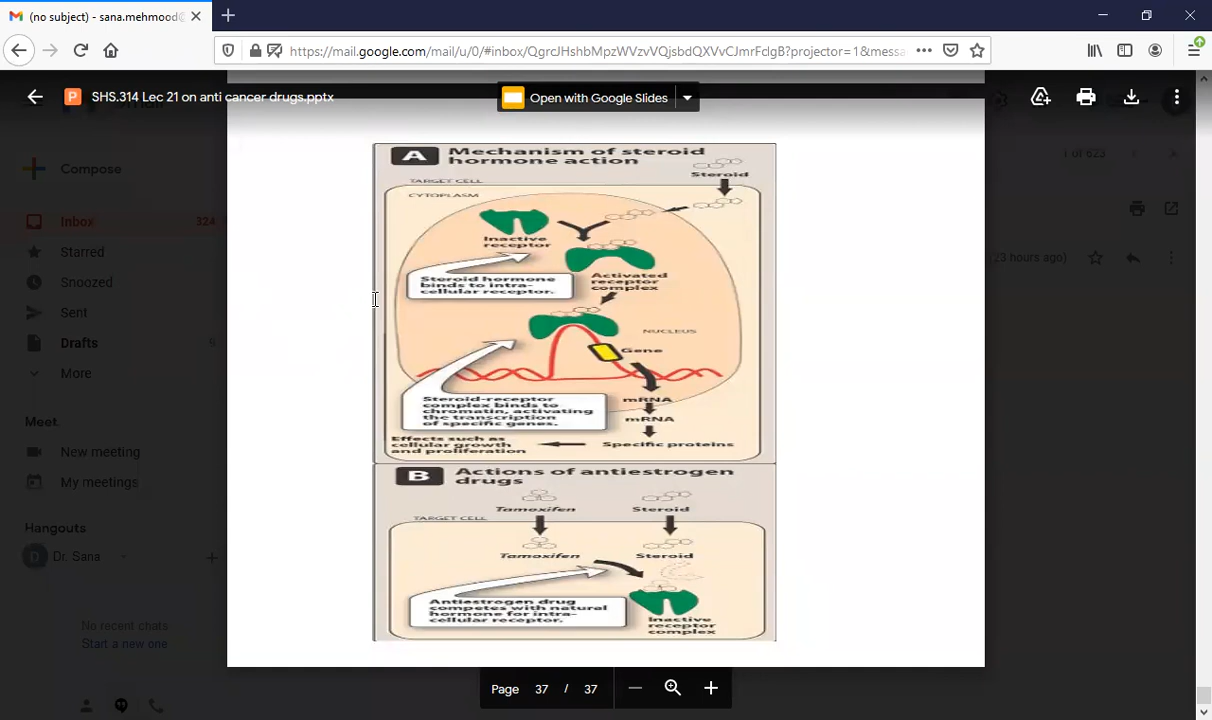 (no subject) - sana.mehmood@
https://mail.google.com/mail/u/0/#inbox/QgrcJHshbMpzWVzvVQjsbdQXVvCJmrFclgB?projector=1&messa
SHS.314 Lec 21 on anti cancer drugs.pptx
Open with Google Slides
Compose
1 of 623
Inbox
324
Starred
(23 hours ago)
Snoozed
Sent
Drafts
More
Meet
New meeting
My meetings
Hangouts
Dr. Sana
No recent chats
Start a new one
A
Mechanism of steroid
hormone action
Steroid
TARGET CELL
CYTOPLASM
Inactive
receptor
Steroid hormone
binds to intra-
cellular receptor.
Activated
receptor
complex
NUCLEUS
Gene
Steroid-receptor
complex binds to
chromatin, activating
the transcription
of specific genes.
mRNA
mRNA
Effects such as
cellular growth
and proliferation
Specific proteins
B
Actions of antiestrogen
drugs
Tamoxifen
Steroid
TARGET CELL
Tamoxifen
Steroid
Antiestrogen drug
competes with natural
hormone for intra-
cellular receptor.
Inactive
receptor
complex
Page 37 / 37